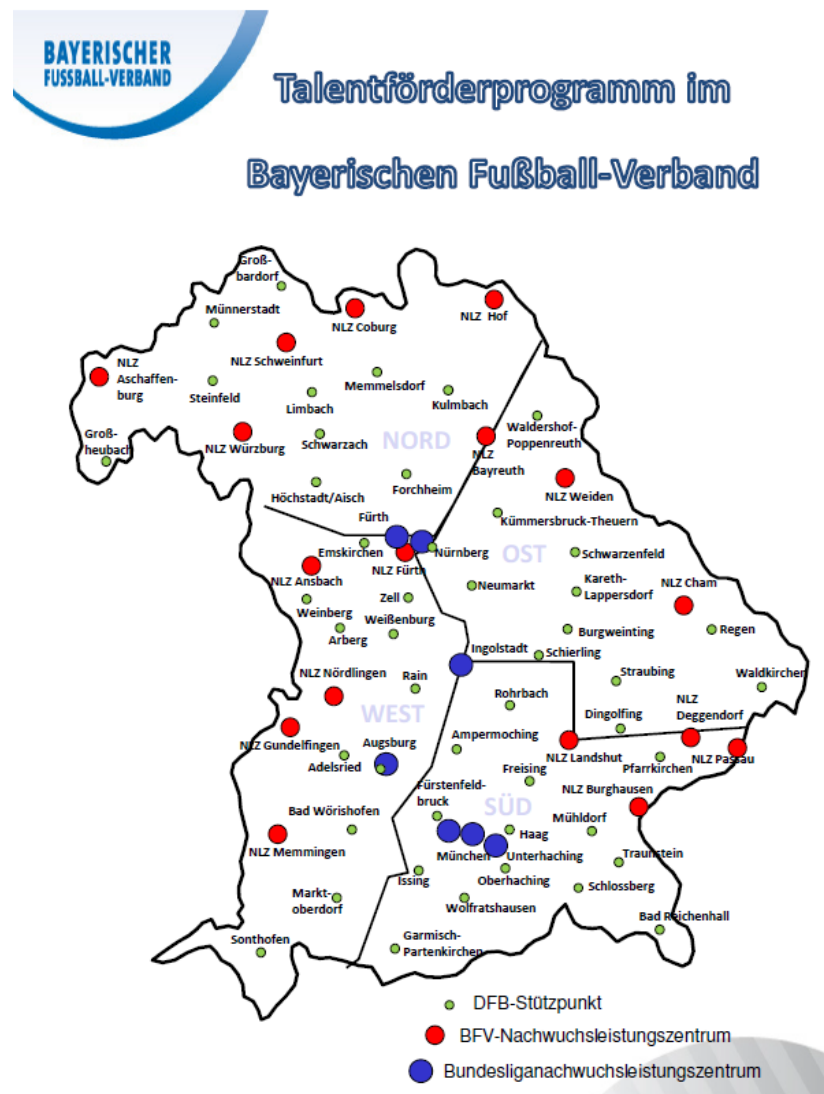 BAYERISCHER
FUSSBALL-VERBAND
Talentförderprogramm im
Bayerischen Fußball-Verband
Groß-
bardorf
Münnerstadt
NLZ Coburg
NLZ Hof
NLZ Schweinfurt
NLZ
Aschaffen-
burg
Steinfeld
Memmelsdorf
Limbach
Kulmbach
Groß-
heubach
NLZ Würzburg
Schwarzach
NORD
Waldershof-
Poppenreuth
NLZ
Bayreuth
NLZ Weiden
Höchstadt/Aisch
Forchheim
Fürth
Kümmersbruck-Theuern
Emskirchen
Nürnberg
OST
Schwarzenfeld
NLZ Ansbach
NLZ Fürth
Neumarkt
Kareth-
Lappersdorf
NLZ Cham
Zell
Weinberg
Weißenburg
Arberg
Burgweinting
Regen
Ingolstadt
Schierling
NLZ Nördlingen
Rain
Straubing
Waldkirchen
Rohrbach
NLZ
Deggendorf
WEST
Dingolfing
NLZ Gundelfingen
Augsburg
Ampermoching
NLZ Landshut
NLZ Passau
Adelsried
Freising
Pfarrkirchen
Fürstenfeld-
bruck
NLZ Burghausen
SÜD
Bad Wörishofen
Haag
Mühldorf
NLZ Memmingen
München
Unterhaching
Traunstein
Issing
Oberhaching
Schlossberg
Markt-
oberdorf
Wolfratshausen
Bad Reichenhall
Sonthofen
Garmisch-
Partenkirchen
DFB-Stützpunkt
BFV-Nachwuchsleistungszentrum
Bundesliganachwuchsleistungszentrum